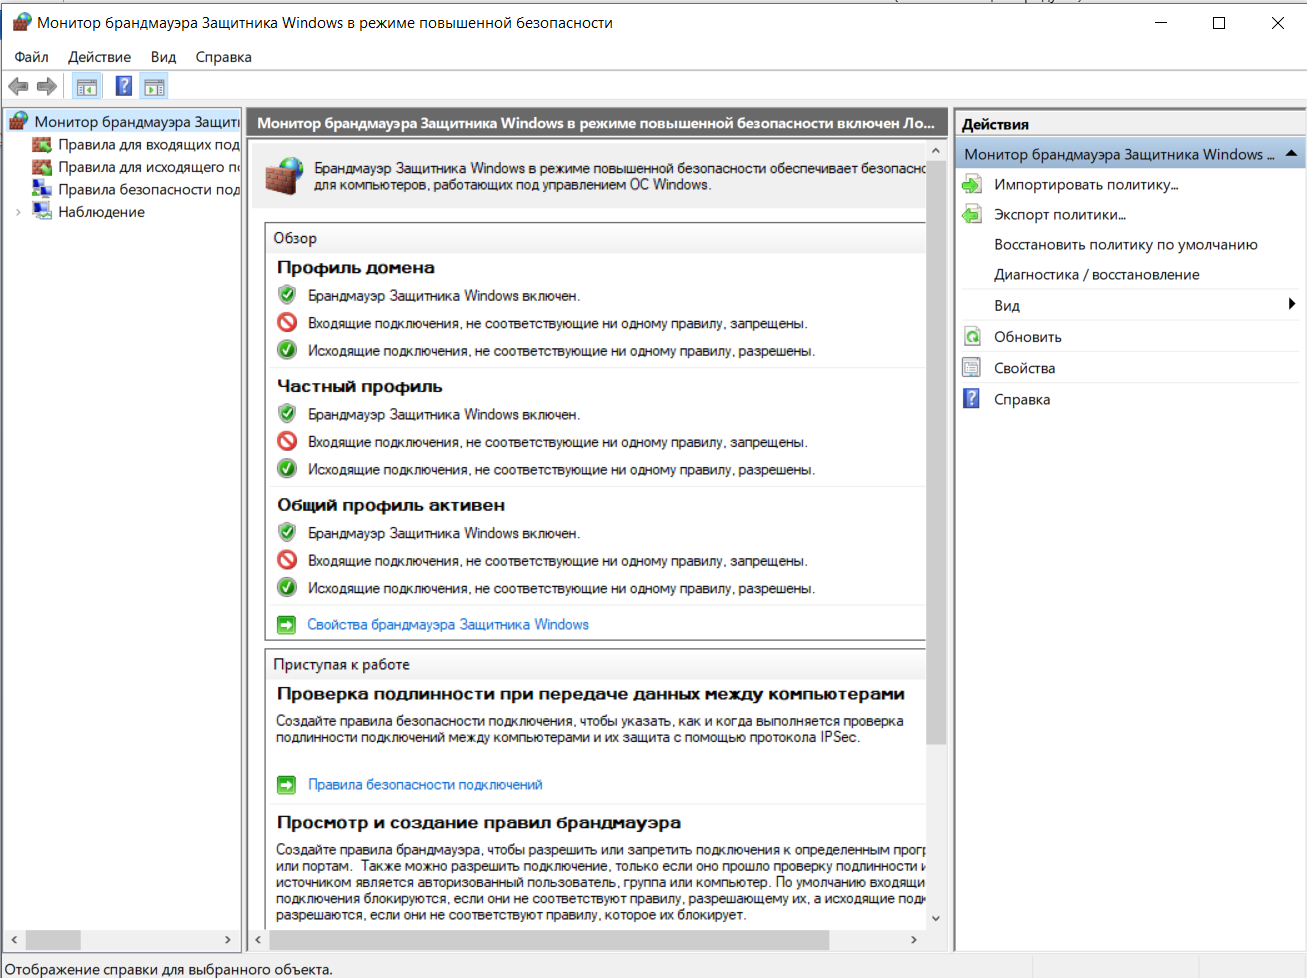 Монитор брандмауэра Защитника Windows в режиме повышенной безопасности
Файл Действие Вид Справка
Монитор брандмауэра Защит
Правила для входящих под
Правила для исходящего по
Правила безопасности под
Наблюдение
Монитор брандмауэра Защитника Windows в режиме повышенной безопасности включен Ло...
Брандмауэр Защитника Windows в режиме повышенной безопасности обеспечивает безопасно
для компьютеров, работающих под управлением ОС Windows.
Обзор
Профиль домена
Брандмауэр Защитника Windows включен.
Входящие подключения, не соответствующие ни одному правилу, запрещены.
Исходящие подключения, не соответствующие ни одному правилу, разрешены.
Частный профиль
Брандмауэр Защитника Windows включен.
Входящие подключения, не соответствующие ни одному правилу, запрещены.
Исходящие подключения, не соответствующие ни одному правилу, разрешены.
Общий профиль активен
Брандмауэр Защитника Windows включен.
Входящие подключения, не соответствующие ни одному правилу, запрещены.
Исходящие подключения, не соответствующие ни одному правилу, разрешены.
Свойства брандмауэра Защитника Windows
Приступая к работе
Проверка подлинности при передаче данных между компьютерами
Создайте правила безопасности подключения, чтобы указать, как и когда выполняется проверка
подлинности подключений между компьютерами и их защита с помощью протокола IPSec.
Правила безопасности подключений
Просмотр и создание правил брандмауэра
Создайте правила брандмауэра, чтобы разрешить или запретить подключения к определенным прогр
или портам. Также можно разрешить подключение, только если оно прошло проверку подлинности и
источником является авторизованный пользователь, группа или компьютер. По умолчанию входящи
подключения блокируются, если они не соответствуют правилу, разрешающему их, а исходящие подк
разрешаются, если они не соответствуют правилу, которое их блокирует.
Действия
Монитор брандмауэра Защитника Windows ...
Импортировать политику...
Экспорт политики...
Восстановить политику по умолчанию
Диагностика / восстановление
Вид
Обновить
Свойства
Справка
Отображение справки для выбранного объекта.